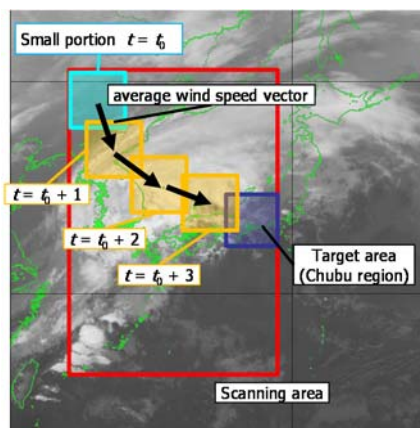 Small portion t = t₀
average wind speed vector
t = t₀ + 1
t = t₀ + 2
t = t₀ + 3
Target area
(Chubu region)
Scanning area